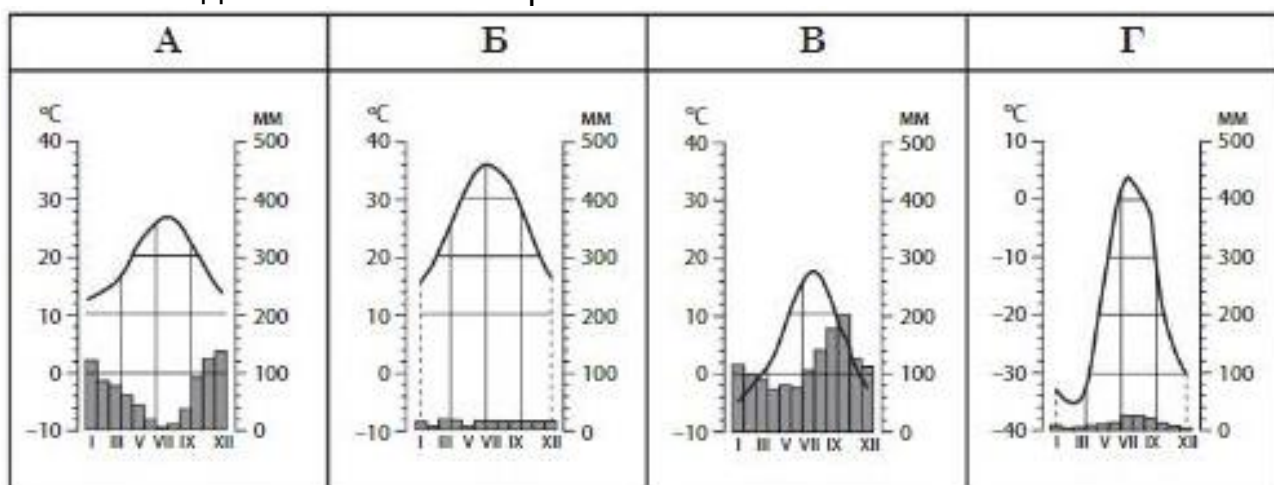 А Б В Г
°C мм °C мм °C мм °C мм
40 500 40 500 40 500 10 500
30 400 30 400 30 400 0 400
20 300 20 300 20 300 –10 300
10 200 10 200 10 200 –20 200
0 100 0 100 0 100 –30 100
–10 0 –10 0 –10 0 –40 0
I III V VII IX XII I III V VII IX XII I III V VII IX XII I III V VII IX XII